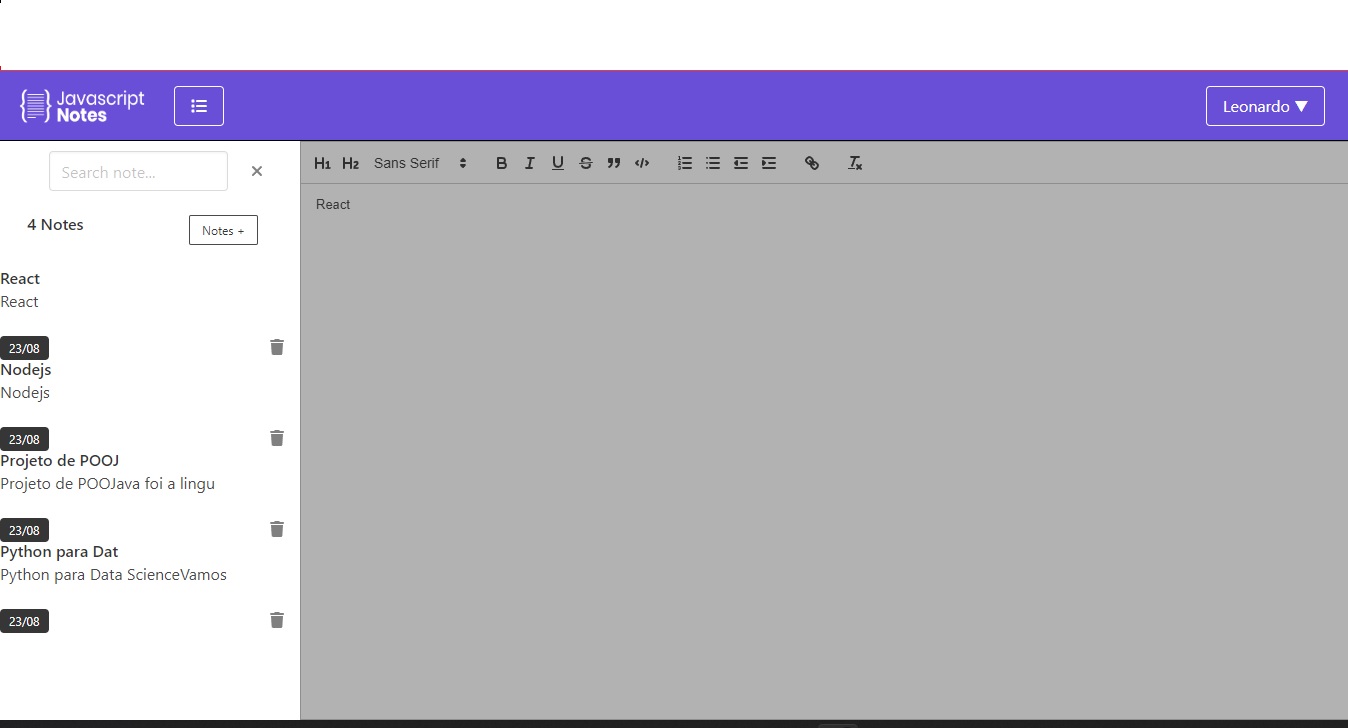 Javascript
Notes
Leonardo ▼
Search note...
4 Notes
Notes +
React
React
23/08
Nodejs
Nodejs
23/08
Projeto de POOJ
Projeto de POOJava foi a lingu
23/08
Python para Dat
Python para Data ScienceVamos
23/08
H1 H2 Sans Serif B I U S
React